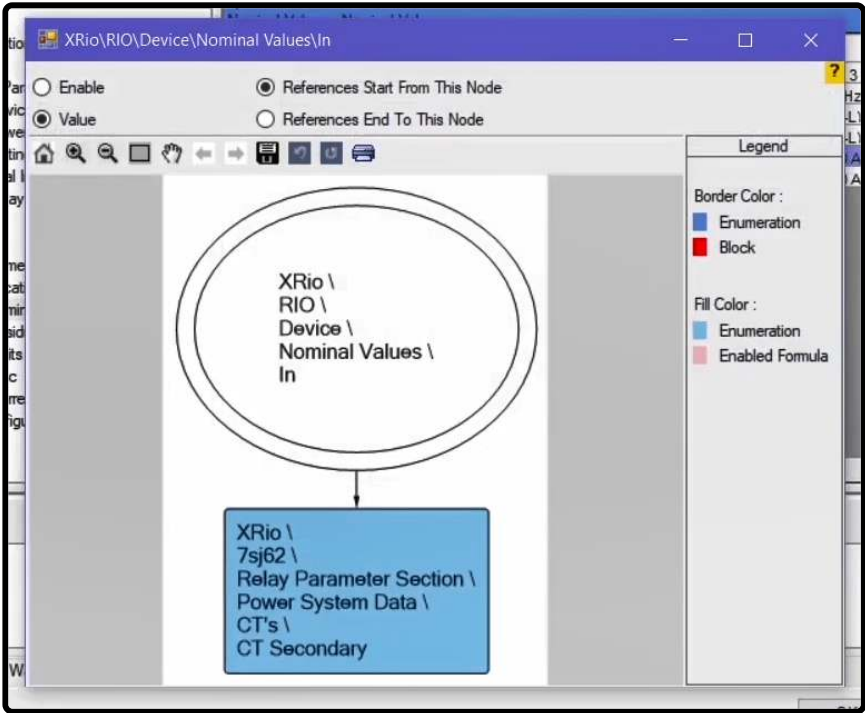 XRio\RIO\Device\Nominal Values\In
Enable
References Start From This Node
Value
References End To This Node
?
Legend
Border Color :
Enumeration
Block
Fill Color :
Enumeration
Enabled Formula
XRio \
RIO \
Device \
Nominal Values \
In
XRio \
7sj62 \
Relay Parameter Section \
Power System Data \
CT's \
CT Secondary